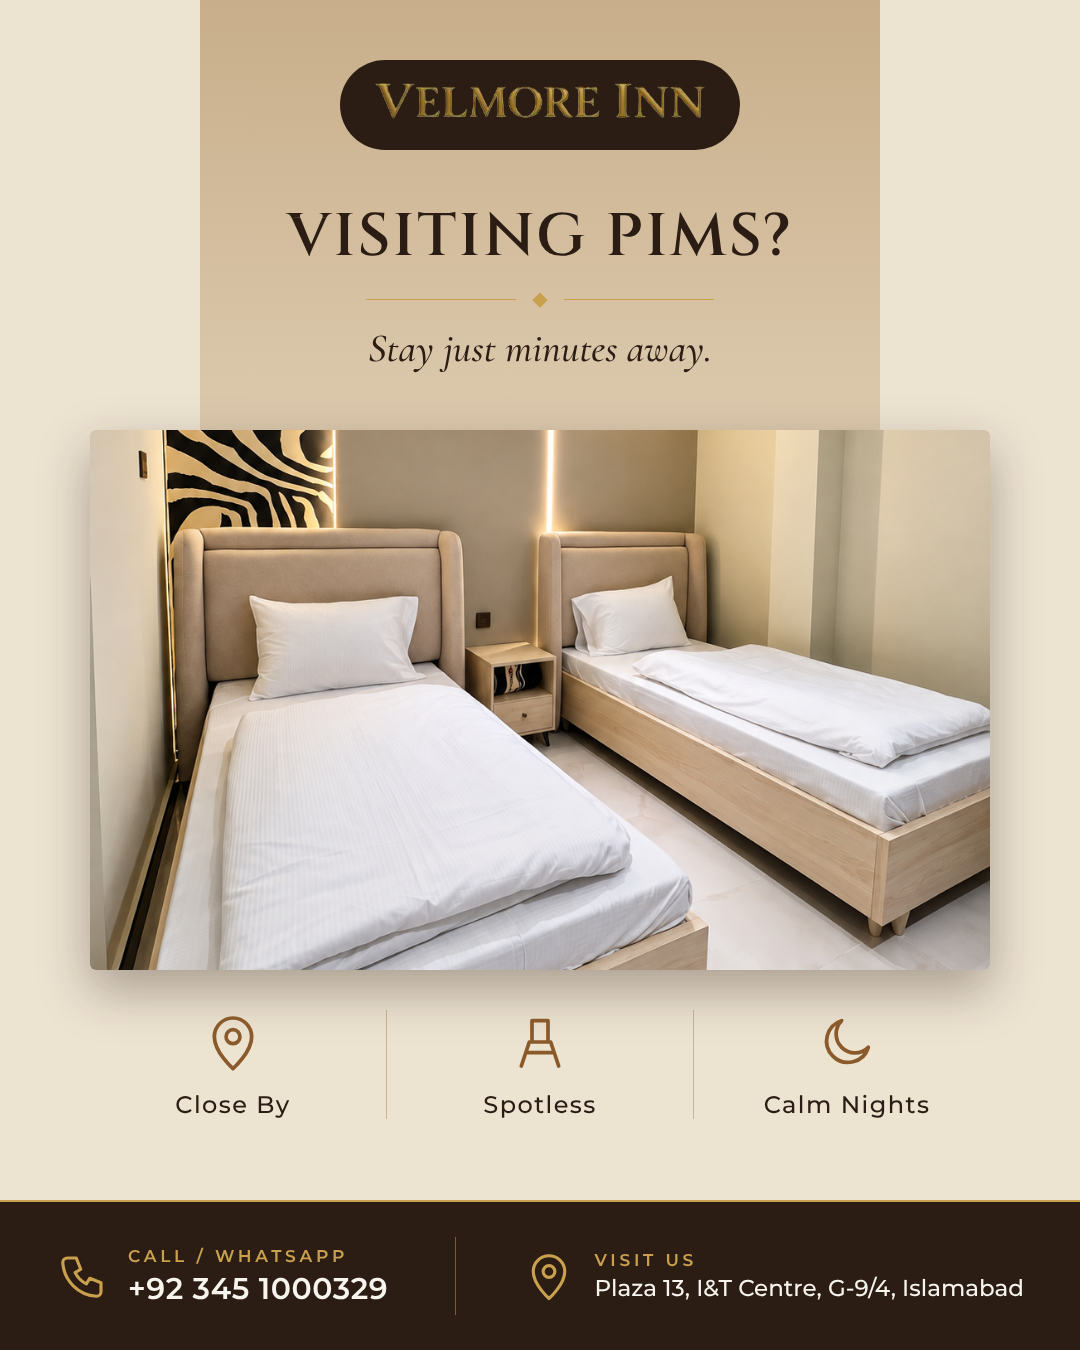 VELMORE INN
VISITING PIMS?
Stay just minutes away.
Close By
Spotless
Calm Nights
CALL / WHATSAPP
+92 345 1000329
VISIT US
Plaza 13, I&T Centre, G-9/4, Islamabad